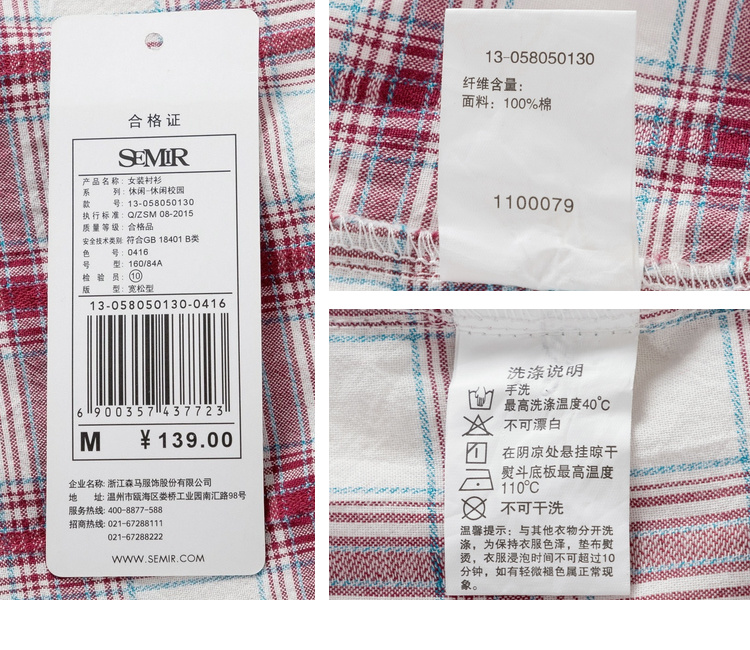 合格证
SEMIR
产品名称: 女装衬衫
系 列: 休闲-休闲校园
款 号: 13-058050130
执行标准: Q/ZSM 08-2015
质量等级: 合格品
安全技术类别: 符合GB 18401 B类
色 号: 0416
号 型: 160/84A
检 验 员: ⑩
版 型: 宽松型
13-058050130-0416
6 900357 437723
M ¥139.00
企业名称: 浙江森马服饰股份有限公司
地 址: 温州市瓯海区娄桥工业园南汇路98号
服务热线: 400-8877-588
招商热线: 021-67288111
021-67288222
WWW.SEMIR.COM
13-058050130
纤维含量:
面料: 100%棉
1100079
洗涤说明
手洗
最高洗涤温度40℃
不可漂白
在阴凉处悬挂晾干
熨斗底板最高温度
110℃
不可干洗
温馨提示: 与其他衣物分开洗
涤, 为保持衣服色泽, 垫布熨
烫, 衣服浸泡时间不可超过10
分钟, 如有轻微褪色属正常现
象。